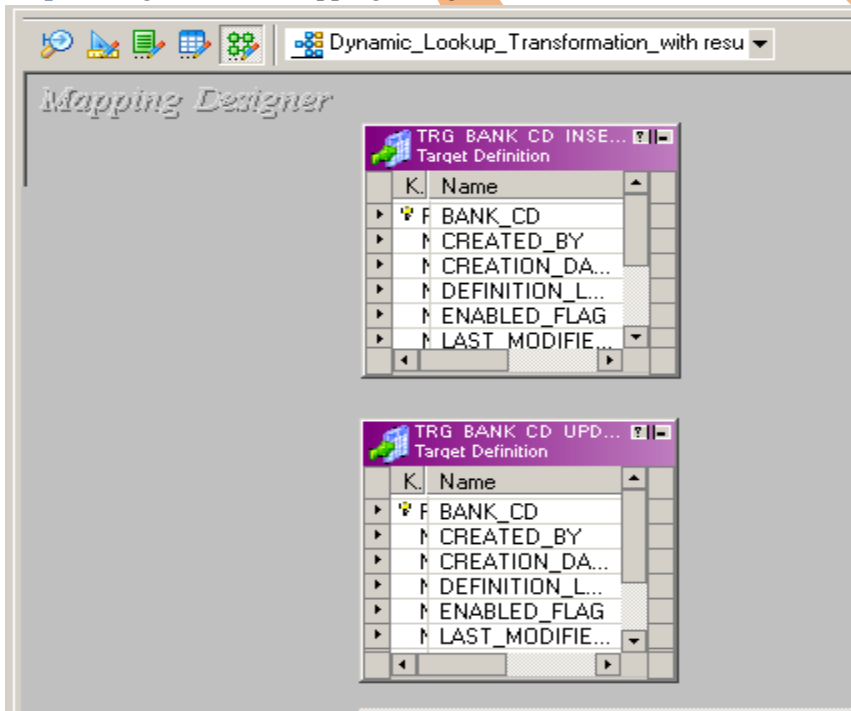 Dynamic_Lookup_Transformation_with resu
Mapping Designer
TRG BANK CD INSE...
Target Definition
K. Name
BANK_CD
N CREATED_BY
N CREATION_DA...
N DEFINITION_L...
N ENABLED_FLAG
N LAST_MODIFIE...
TRG BANK CD UPD...
Target Definition
K. Name
BANK_CD
N CREATED_BY
N CREATION_DA...
N DEFINITION_L...
N ENABLED_FLAG
N LAST_MODIFIE...